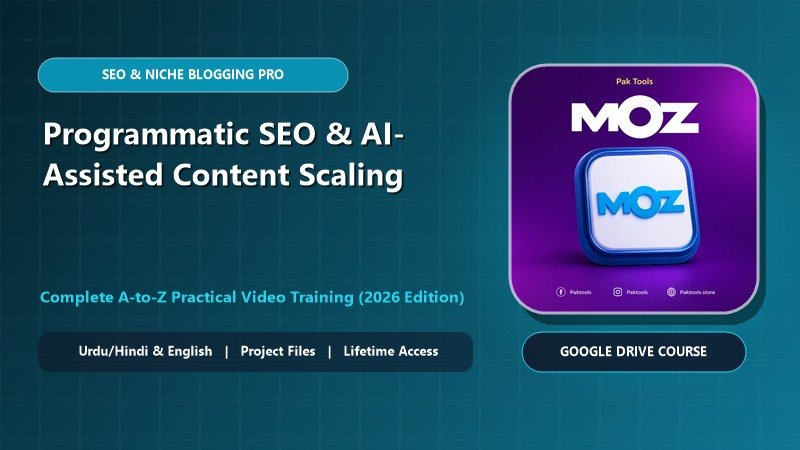 SEO & NICHE BLOGGING PRO
Programmatic SEO & AI-
Assisted Content Scaling
Complete A-to-Z Practical Video Training (2026 Edition)
Urdu/Hindi & English | Project Files | Lifetime Access
Pak Tools
MOZ
MOZ
Paktools
Paktools
Paktools.store
GOOGLE DRIVE COURSE